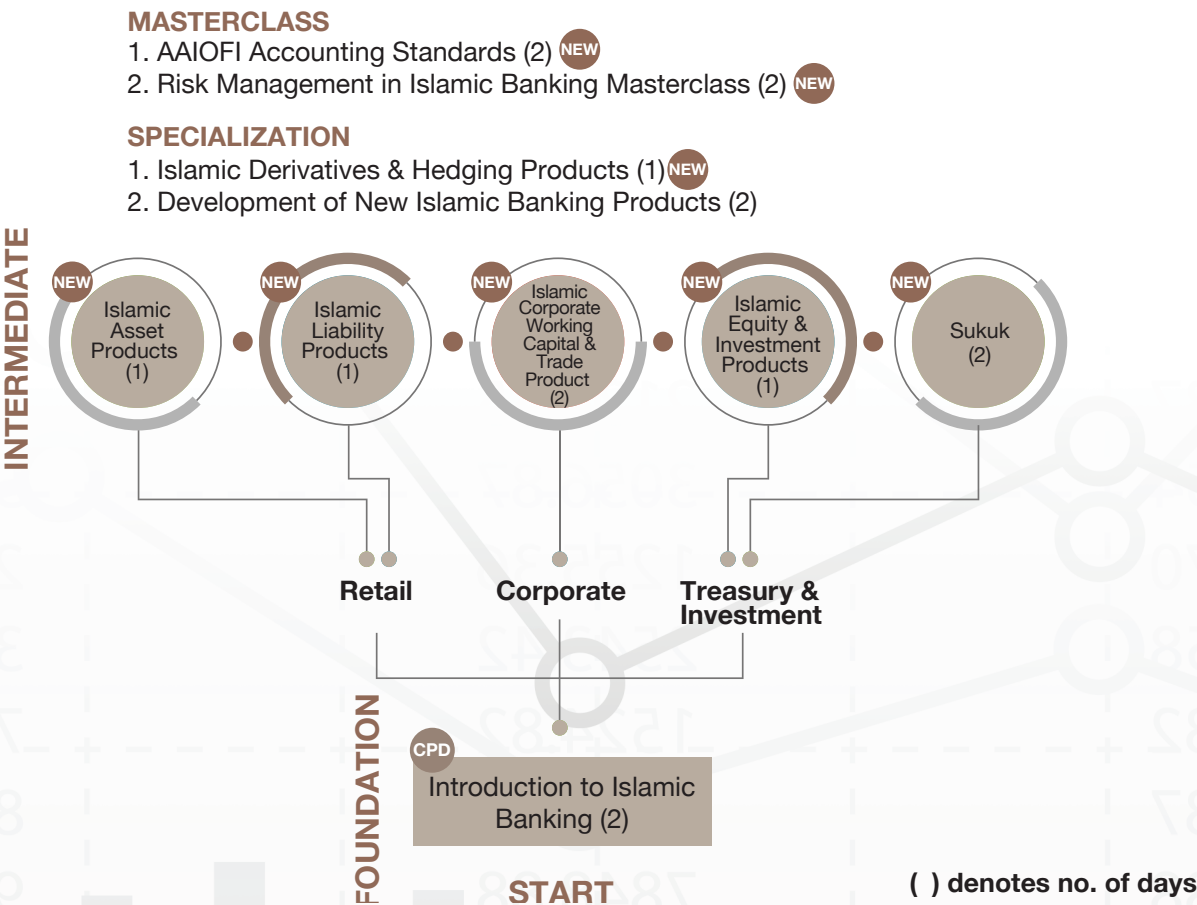 MASTERCLASS
1. AAIOFI Accounting Standards (2) NEW
2. Risk Management in Islamic Banking Masterclass (2) NEW
SPECIALIZATION
1. Islamic Derivatives & Hedging Products (1) NEW
2. Development of New Islamic Banking Products (2)
INTERMEDIATE
NEW
Islamic
Asset
Products
(1)
NEW
Islamic
Liability
Products
(1)
NEW
Islamic
Corporate
Working
Capital &
Trade
Product
(2)
NEW
Islamic
Equity &
Investment
Products
(1)
NEW
Sukuk
(2)
Retail
Corporate
Treasury &
Investment
FOUNDATION
CPD
Introduction to Islamic
Banking (2)
START
( ) denotes no. of days